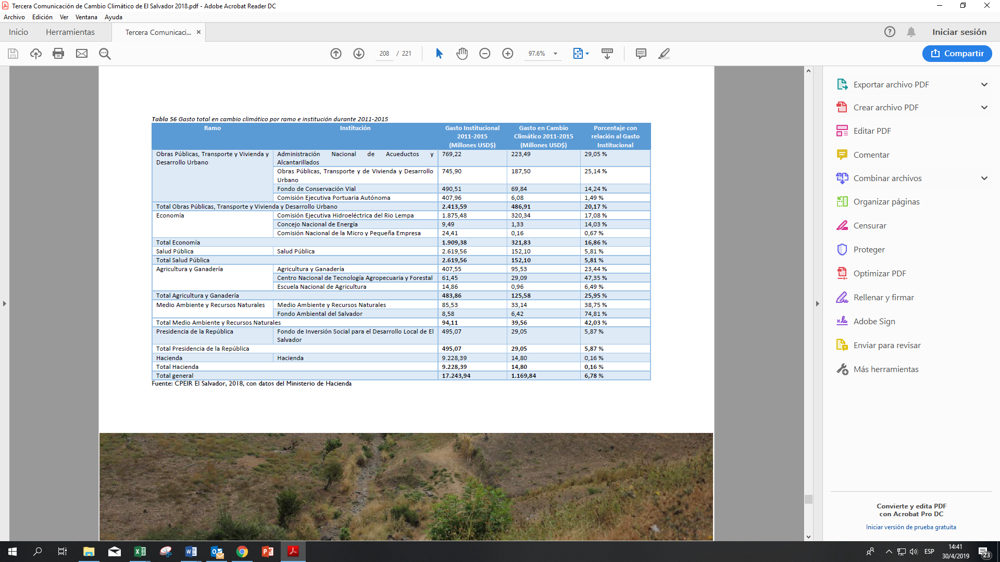 Tercera Comunicación de Cambio Climático de El Salvador 2018.pdf - Adobe Acrobat Reader DC
Archivo Edición Ver Ventana Ayuda
Inicio Herramientas Tercera Comunicaci... Iniciar sesión
208 / 221 97.6% Compartir
Tabla 56 Gasto total en cambio climático por ramo e institución durante 2011-2015
Ramo Institución Gasto Institucional 2011-2015 (Millones USD$) Gasto en Cambio Climático 2011-2015 (Millones USD$) Porcentaje con relación al Gasto Institucional
Obras Públicas, Transporte y Vivienda y Desarrollo Urbano Administración Nacional de Acueductos y Alcantarillados 769,22 223,49 29,05 %
Obras Públicas, Transporte y de Vivienda y Desarrollo Urbano 745,90 187,50 25,14 %
Fondo de Conservación Vial 490,51 69,84 14,24 %
Comisión Ejecutiva Portuaria Autónoma 407,96 6,08 1,49 %
Total Obras Públicas, Transporte y Vivienda y Desarrollo Urbano 2.413,59 486,91 20,17 %
Economía Comisión Ejecutiva Hidroeléctrica del Rio Lempa 1.875,48 320,34 17,08 %
Concejo Nacional de Energía 9,49 1,33 14,03 %
Comisión Nacional de la Micro y Pequeña Empresa 24,41 0,16 0,67 %
Total Economía 1.909,38 321,83 16,86 %
Salud Pública Salud Pública 2.619,56 152,10 5,81 %
Total Salud Pública 2.619,56 152,10 5,81 %
Agricultura y Ganadería Agricultura y Ganadería 407,55 95,53 23,44 %
Centro Nacional de Tecnología Agropecuaria y Forestal 61,45 29,09 47,35 %
Escuela Nacional de Agricultura 14,86 0,96 6,49 %
Total Agricultura y Ganadería 483,86 125,58 25,95 %
Medio Ambiente y Recursos Naturales Medio Ambiente y Recursos Naturales 85,53 33,14 38,75 %
Fondo Ambiental del Salvador 8,58 6,42 74,81 %
Total Medio Ambiente y Recursos Naturales 94,11 39,56 42,03 %
Presidencia de la República Fondo de Inversión Social para el Desarrollo Local de El Salvador 495,07 29,05 5,87 %
Total Presidencia de la República 495,07 29,05 5,87 %
Hacienda Hacienda 9.228,39 14,80 0,16 %
Total Hacienda 9.228,39 14,80 0,16 %
Total general 17.243,94 1.169,84 6,78 %
Fuente: CPEIR El Salvador, 2018, con datos del Ministerio de Hacienda
Exportar archivo PDF
Crear archivo PDF
Editar PDF
Comentar
Combinar archivos
Organizar páginas
Censurar
Proteger
Optimizar PDF
Rellenar y firmar
Adobe Sign
Enviar para revisar
Más herramientas
Convierte y edita PDF
con Acrobat Pro DC
Iniciar versión de prueba gratuita
ESP
14:41
30/4/2019
23